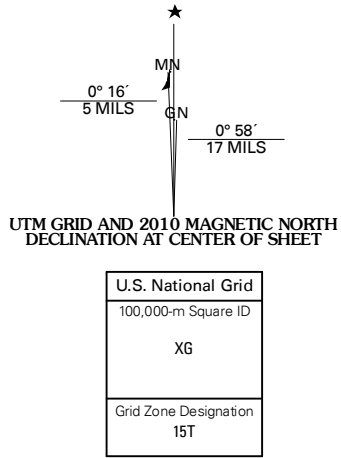 MN
0° 16´
5 MILS
GN
0° 58´
17 MILS
UTM GRID AND 2010 MAGNETIC NORTH
DECLINATION AT CENTER OF SHEET
U.S. National Grid
100,000-m Square ID
XG
Grid Zone Designation
15T